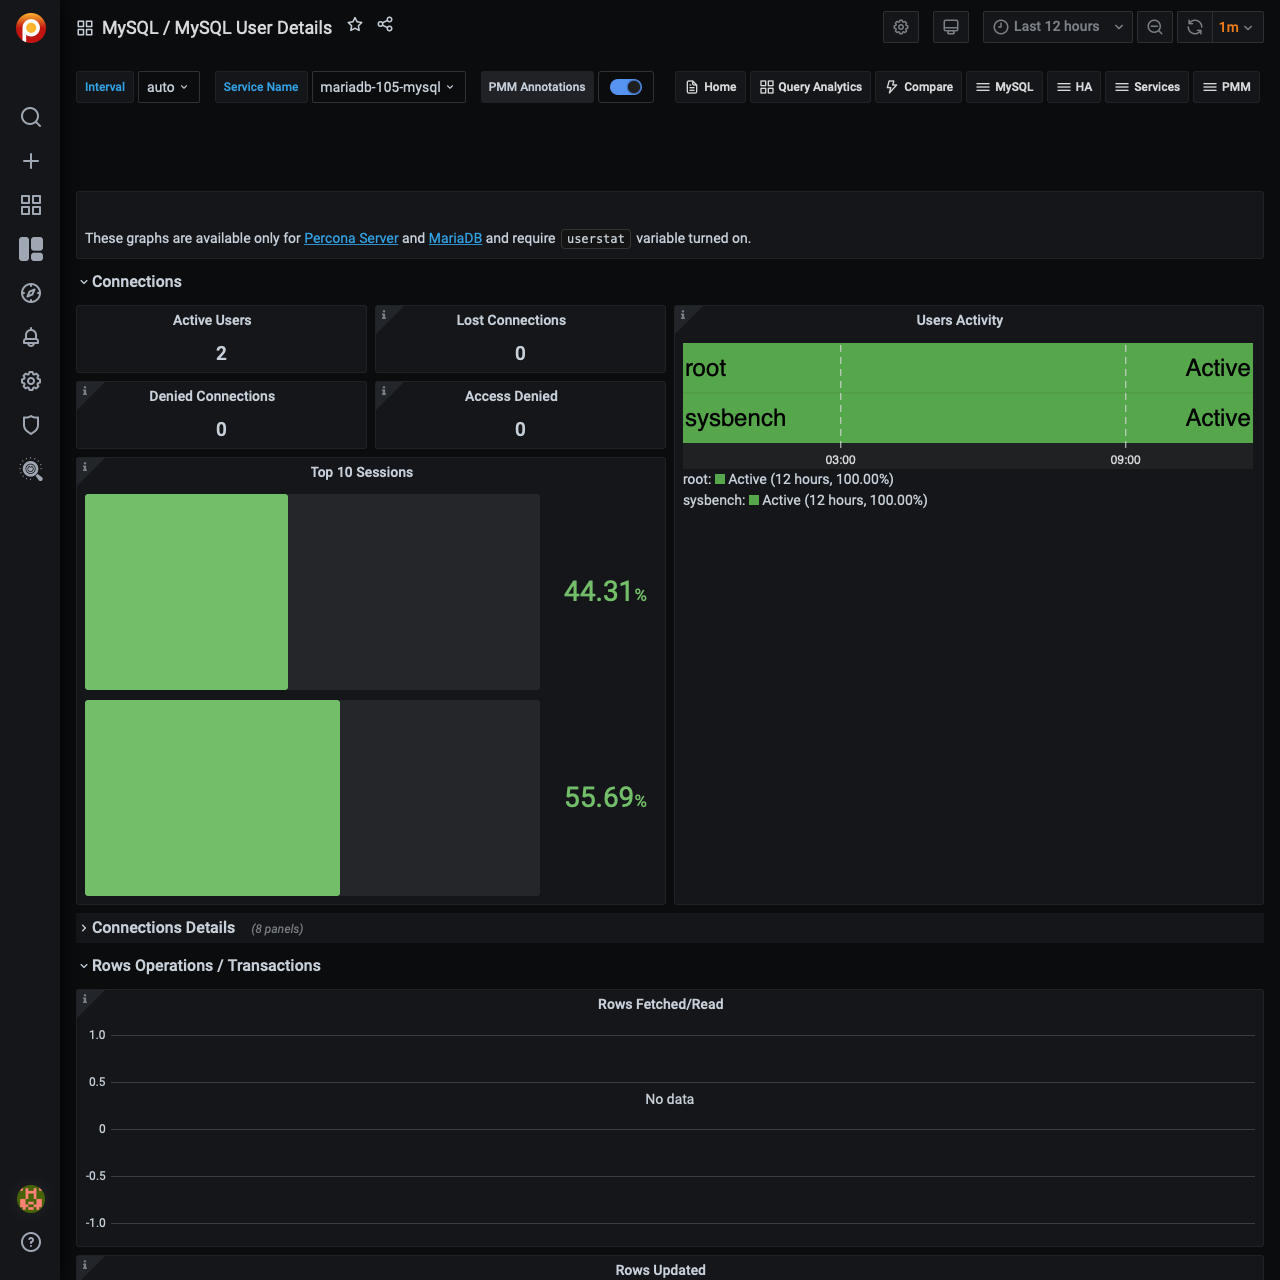 MySQL / MySQL User Details
Last 12 hours
1m
Interval auto Service Name mariadb-105-mysql PMM Annotations Home Query Analytics Compare MySQL HA Services PMM
These graphs are available only for Percona Server and MariaDB and require userstat variable turned on.
Connections
Active Users
2
Lost Connections
0
Denied Connections
0
Access Denied
0
Top 10 Sessions
44.31%
55.69%
Users Activity
root Active
sysbench Active
03:00 09:00
root: Active (12 hours, 100.00%)
sysbench: Active (12 hours, 100.00%)
Connections Details (8 panels)
Rows Operations / Transactions
Rows Fetched/Read
1.0
0.5
No data
0
-0.5
-1.0
Rows Updated